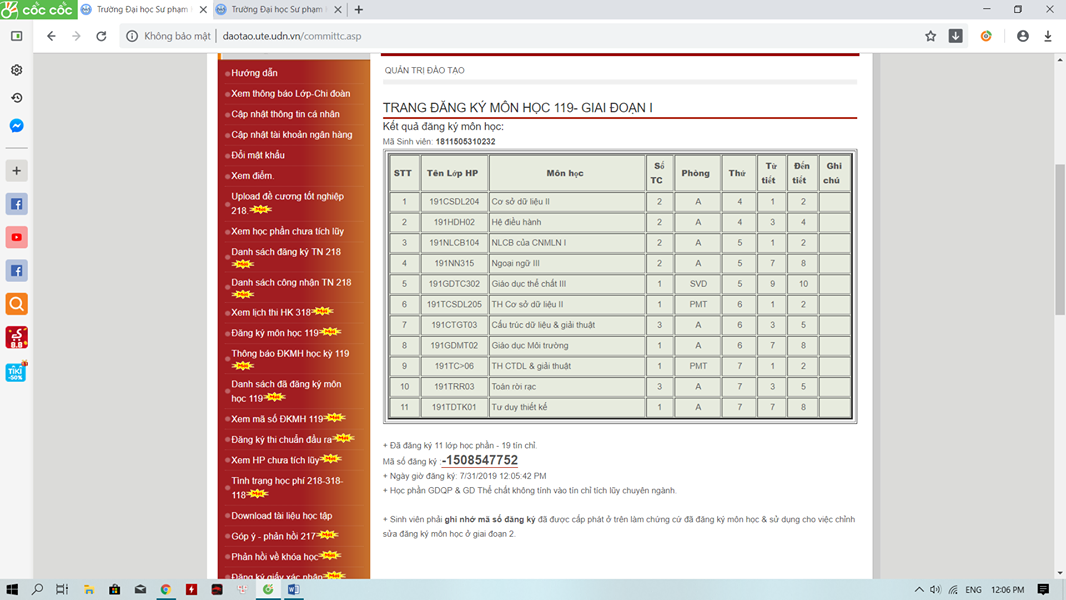 cốc cốc
Trường Đại học Sư phạm
Trường Đại học Sư phạm
Không bảo mật
daotao.ute.udn.vn/committc.asp
Hướng dẫn
Xem thông báo Lớp-Chi đoàn
Cập nhật thông tin cá nhân
Cập nhật tài khoản ngân hàng
Đổi mật khẩu
Xem điểm.
Upload đề cương tốt nghiệp
218.
Xem học phần chưa tích lũy
Danh sách đăng ký TN 218
Danh sách công nhận TN 218
Xem lịch thi HK 318
Đăng ký môn học 119
Thông báo ĐKMH học kỳ 119
Danh sách đã đăng ký môn
học 119
Xem mã số ĐKMH 119
Đăng ký thi chuẩn đầu ra
Xem HP chưa tích lũy
Tình trạng học phí 218-318-
118
Download tài liệu học tập
Góp ý - phản hồi 217
Phản hồi về khóa học
Đăng ký giấy xác nhận
QUẢN TRỊ ĐÀO TẠO
TRANG ĐĂNG KÝ MÔN HỌC 119- GIAI ĐOẠN I
Kết quả đăng ký môn học:
Mã Sinh viên: 1811505310232
STT Tên Lớp HP Môn học Số TC Phòng Thứ Từ tiết Đến tiết Ghi chú
1 191CSDL204 Cơ sở dữ liệu II 2 A 4 1 2
2 191HDH02 Hệ điều hành 2 A 4 3 4
3 191NLCB104 NLCB của CNMLN I 2 A 5 1 2
4 191NN315 Ngoại ngữ III 2 A 5 7 8
5 191GDTC302 Giáo dục thể chất III 1 SVD 5 9 10
6 191TCSDL205 TH Cơ sở dữ liệu II 1 PMT 6 1 2
7 191CTGT03 Cấu trúc dữ liệu & giải thuật 3 A 6 3 5
8 191GDMT02 Giáo dục Môi trường 1 A 6 7 8
9 191TC>06 TH CTDL & giải thuật 1 PMT 7 1 2
10 191TRR03 Toán rời rạc 3 A 7 3 5
11 191TDTK01 Tư duy thiết kế 1 A 7 7 8
+ Đã đăng ký 11 lớp học phần - 19 tín chỉ.
Mã số đăng ký :-1508547752
+ Ngày giờ đăng ký: 7/31/2019 12:05:42 PM
+ Học phần GDQP & GD Thể chất không tính vào tín chỉ tích lũy chuyên ngành.
+ Sinh viên phải ghi nhớ mã số đăng ký đã được cấp phát ở trên làm chứng cứ đã đăng ký môn học & sử dụng cho việc chỉnh
sửa đăng ký môn học ở giai đoạn 2.
8.8
TIKI
-50%
ENG 12:06 PM